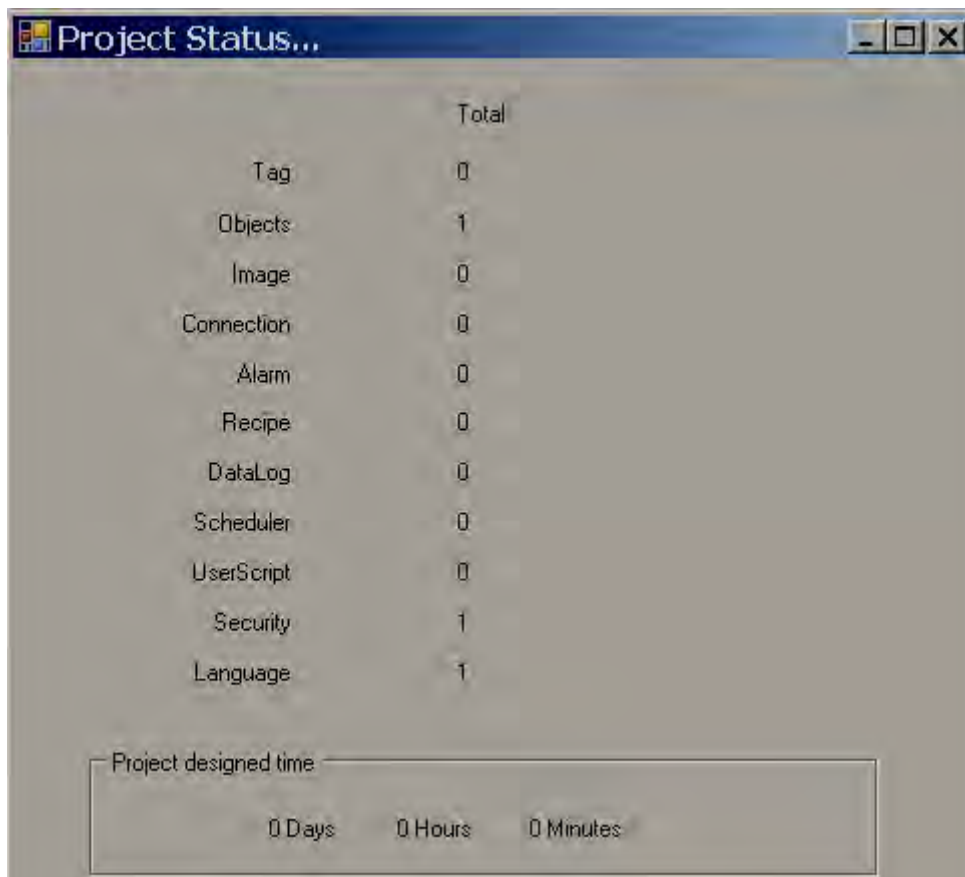 Project Status...
Total
Tag 0
Objects 1
Image 0
Connection 0
Alarm 0
Recipe 0
DataLog 0
Scheduler 0
UserScript 0
Security 1
Language 1
Project designed time
0 Days 0 Hours 0 Minutes